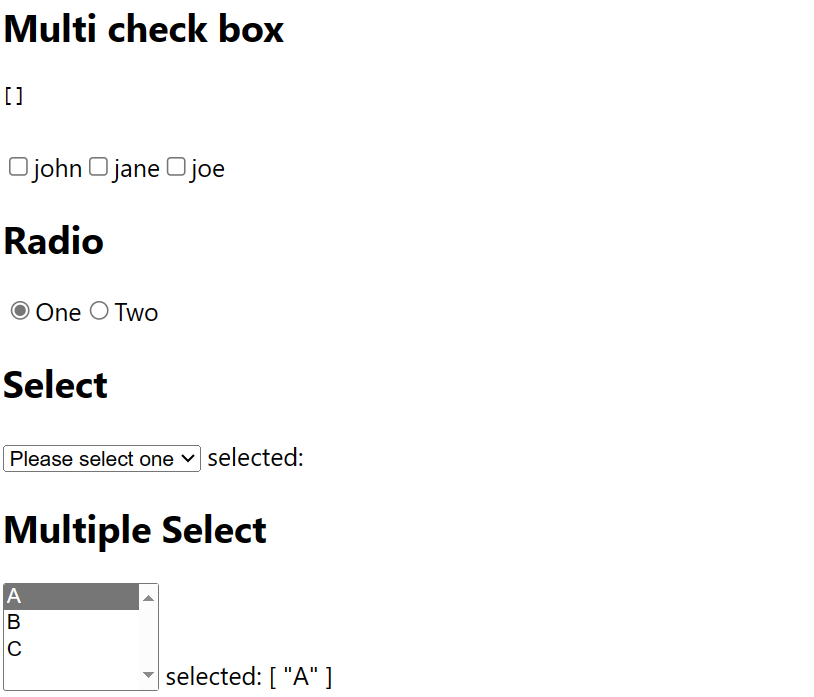 Multi check box
[]
john jane joe
Radio
One Two
Select
Please select one selected:
Multiple Select
A
B
C
selected: [ "A" ]